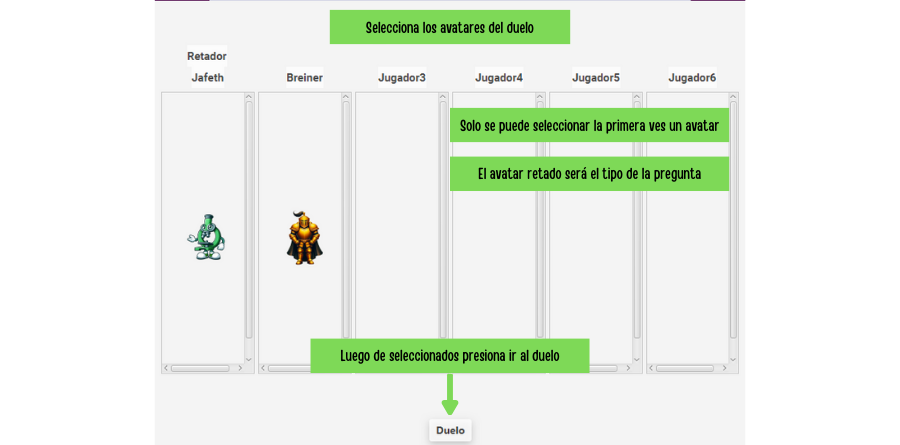 Selecciona los avatares del duelo
Retador
Jafeth
Breiner
Jugador3
Jugador4
Jugador5
Jugador6
Solo se puede seleccionar la primera ves un avatar
El avatar retado será el tipo de la pregunta
Luego de seleccionados presiona ir al duelo
Duelo